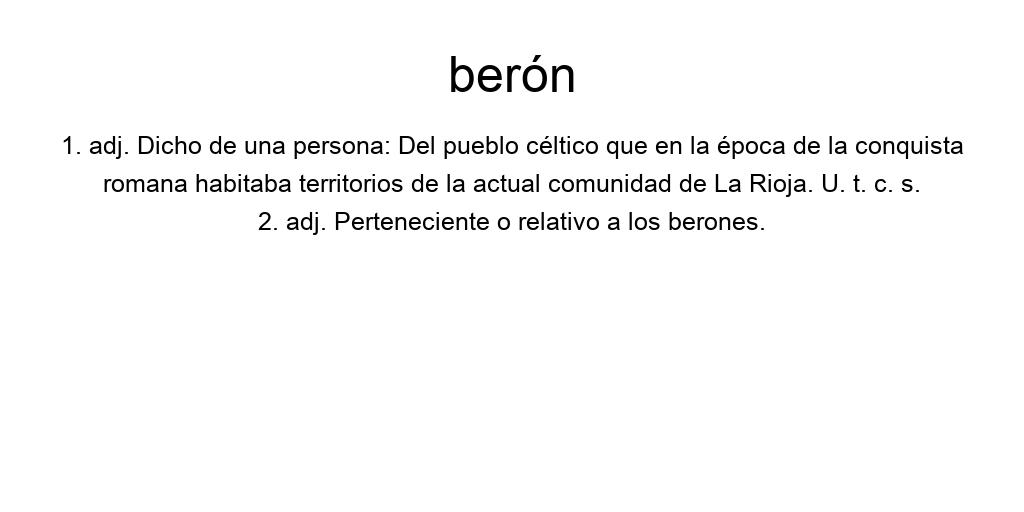 berón
1. adj. Dicho de una persona: Del pueblo céltico que en la época de la conquista
romana habitaba territorios de la actual comunidad de La Rioja. U. t. c. s.
2. adj. Perteneciente o relativo a los berones.